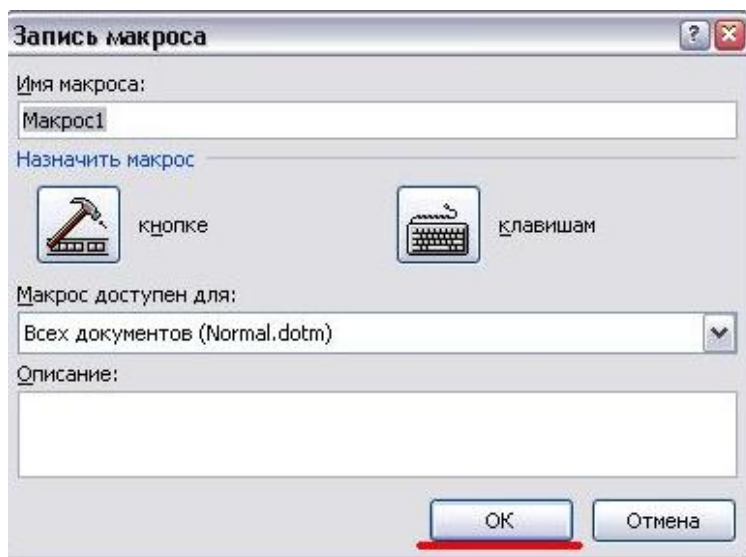 Запись макроса
Имя макроса:
Макрос1
Назначить макрос
кнопке клавишам
Макрос доступен для:
Всех документов (Normal.dotm)
Описание:
ОК Отмена